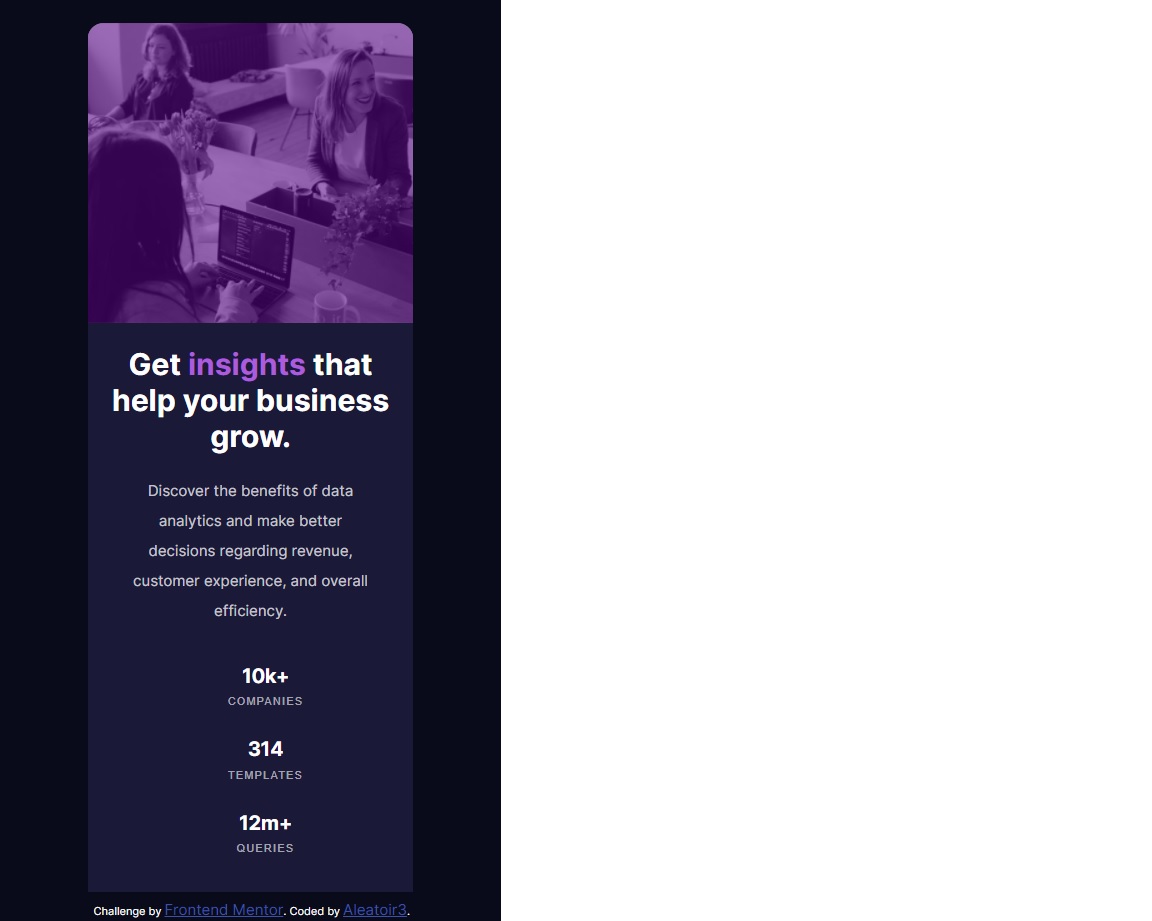 Get insights that
help your business
grow.
Discover the benefits of data
analytics and make better
decisions regarding revenue,
customer experience, and overall
efficiency.
10k+
COMPANIES
314
TEMPLATES
12m+
QUERIES
Challenge by Frontend Mentor. Coded by Aleatoir3.